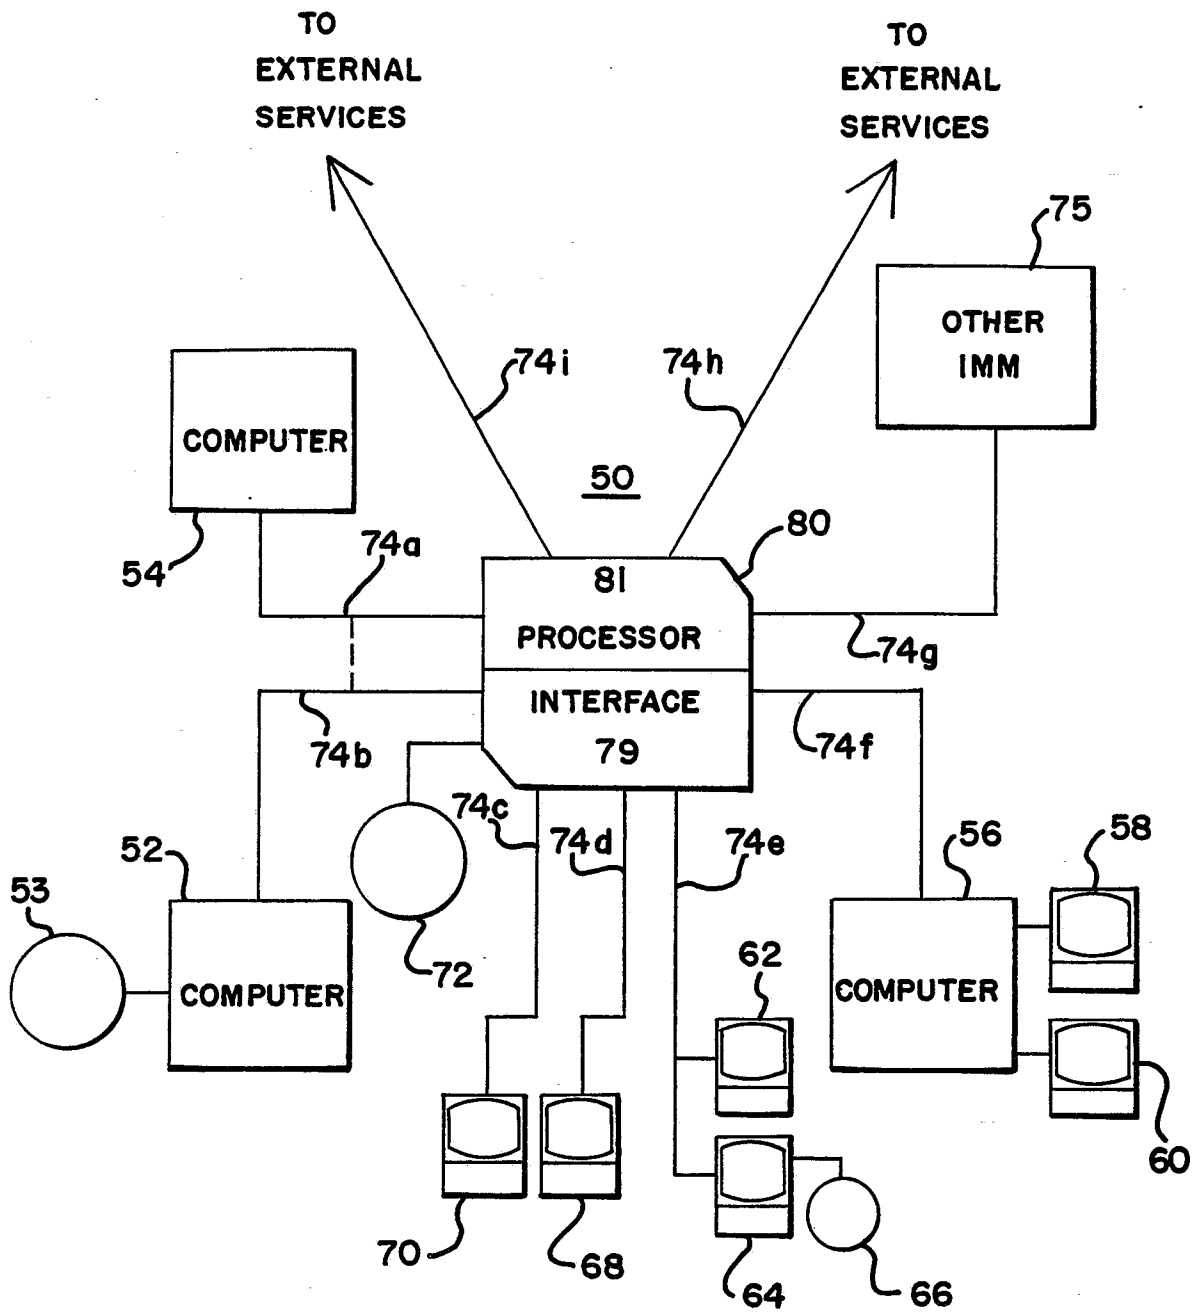 TO
EXTERNAL
SERVICES
TO
EXTERNAL
SERVICES
75
OTHER
IMM
74i
74h
COMPUTER
50
80
54
74a
81
PROCESSOR
74g
INTERFACE
79
74b
74f
74c
74d
74e
52
56
58
53
72
62
COMPUTER
COMPUTER
60
70
68
64
66